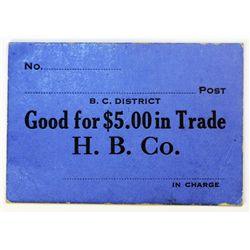 No.
Post
B. C. DISTRICT
Good for $5.00 in Trade
H. B. Co.
IN CHARGE